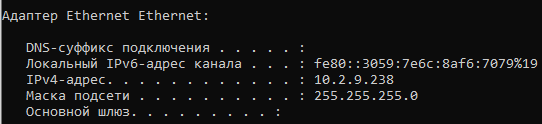 Адаптер Ethernet Ethernet:
DNS-суффикс подключения . . . . . :
Локальный IPv6-адрес канала . . . : fe80::3059:7e6c:8af6:7079%19
IPv4-адрес. . . . . . . . . . . . : 10.2.9.238
Маска подсети . . . . . . . . . . : 255.255.255.0
Основной шлюз. . . . . . . . . :